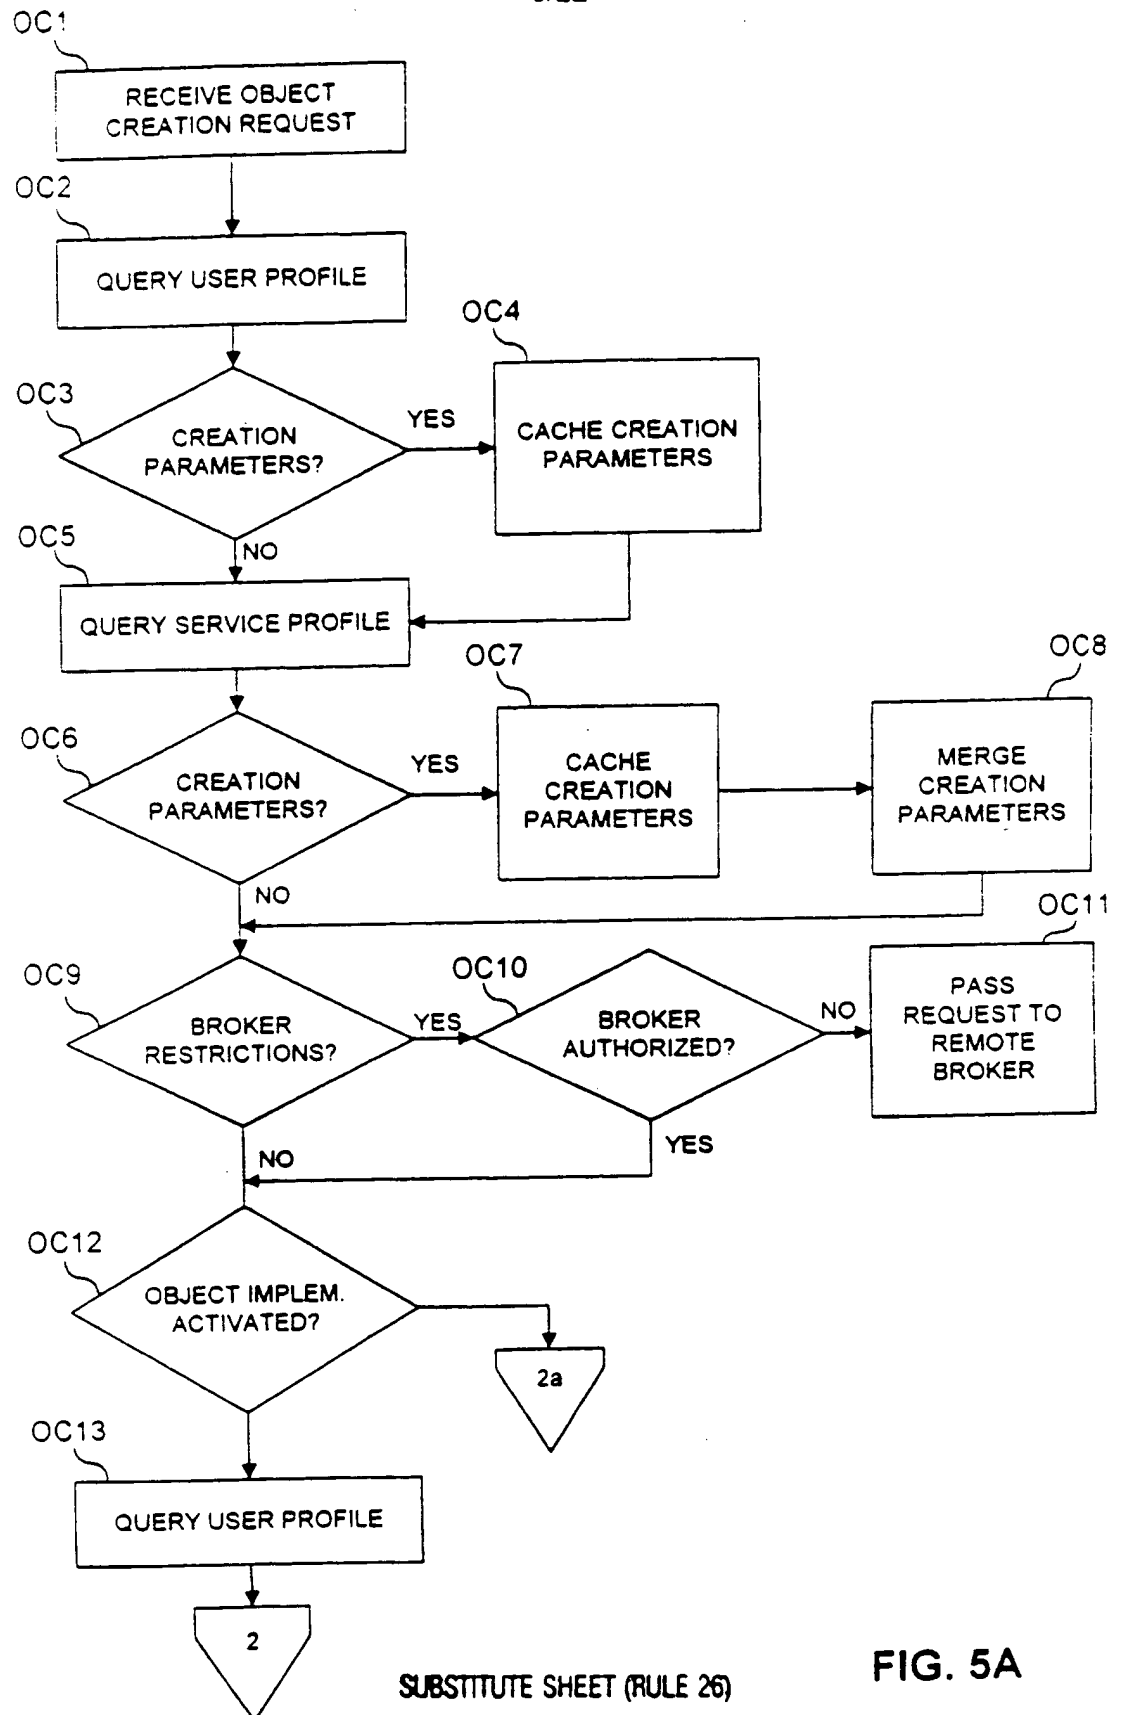 OC1
RECEIVE OBJECT
CREATION REQUEST
OC2
QUERY USER PROFILE
OC3
CREATION
PARAMETERS?
YES
OC4
CACHE CREATION
PARAMETERS
NO
OC5
QUERY SERVICE PROFILE
OC6
CREATION
PARAMETERS?
YES
OC7
CACHE
CREATION
PARAMETERS
OC8
MERGE
CREATION
PARAMETERS
NO
OC9
BROKER
RESTRICTIONS?
YES
OC10
BROKER
AUTHORIZED?
NO
OC11
PASS
REQUEST TO
REMOTE
BROKER
YES
NO
OC12
OBJECT IMPLEM.
ACTIVATED?
2a
OC13
QUERY USER PROFILE
2
SUBSTITUTE SHEET (RULE 26)
FIG. 5A